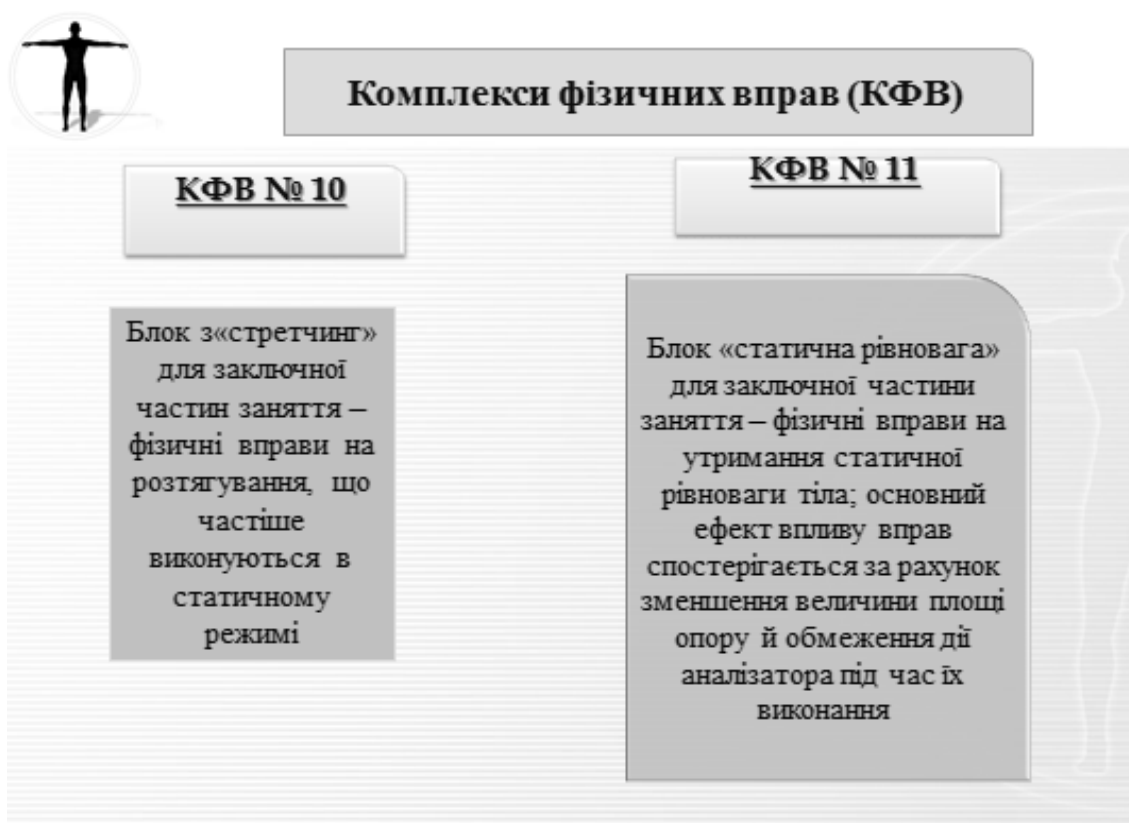 Комплекси фізичних вправ (КФВ)
КФВ № 10
Блок з«стретчинг»
для заключної
частин заняття –
фізичні вправи на
розтягування, що
частіше
виконуються в
статичному
режимі
КФВ № 11
Блок «статична рівновага»
для заключної частини
заняття – фізичні вправи на
утримання статичної
рівноваги тіла; основний
ефект впливу вправ
спостерігається за рахунок
зменшення величини площі
опору й обмеження дії
аналізатора під час їх
виконання